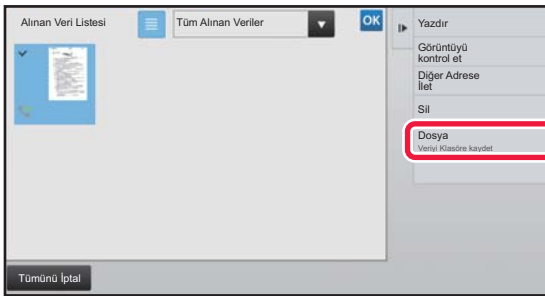 Alınan Veri Listesi
Tüm Alınan Veriler
OK
Yazdır
Görüntüyü
kontrol et
Diğer Adrese
İlet
Sil
Dosya
Veriyi Klasöre kaydet
Tümünü İptal